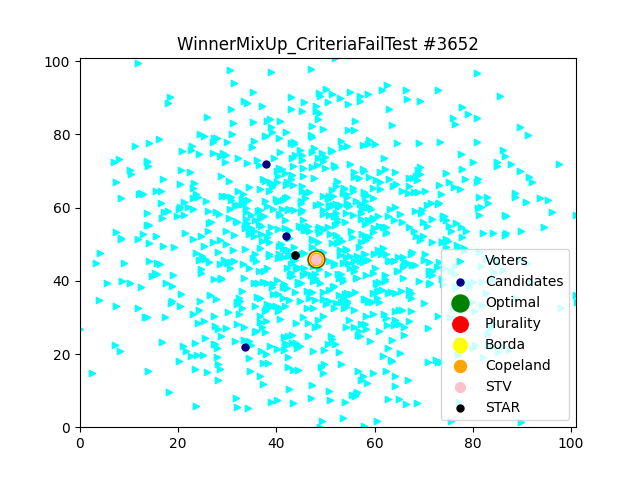 WinnerMixUp_CriteriaFailTest #3652
100
80
60
40
20
0
0 20 40 60 80 100
Voters
Candidates
Optimal
Plurality
Borda
Copeland
STV
STAR